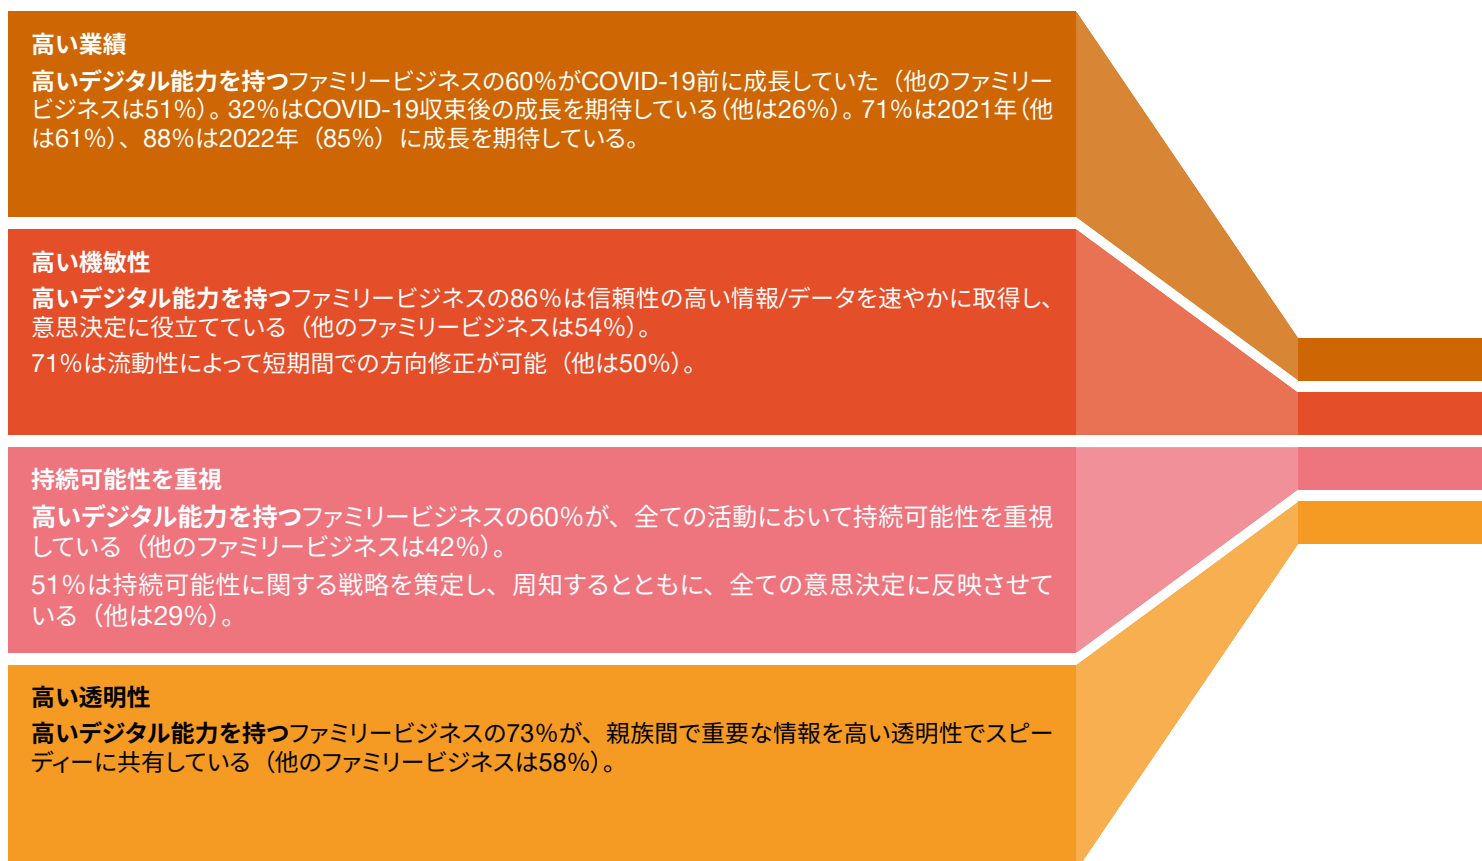 高い業績
高いデジタル能力を持つファミリービジネスの60%がCOVID-19前に成長していた（他のファミリー
ビジネスは51%）。32%はCOVID-19収束後の成長を期待している（他は26%）。71%は2021年（他
は61%）、88%は2022年（85%）に成長を期待している。
高い機敏性
高いデジタル能力を持つファミリービジネスの86%は信頼性の高い情報/データを速やかに取得し、
意思決定に役立てている（他のファミリービジネスは54%）。
71%は流動性によって短期間での方向修正が可能（他は50%）。
持続可能性を重視
高いデジタル能力を持つファミリービジネスの60%が、全ての活動において持続可能性を重視
している（他のファミリービジネスは42%）。
51%は持続可能性に関する戦略を策定し、周知するとともに、全ての意思決定に反映させて
いる（他は29%）。
高い透明性
高いデジタル能力を持つファミリービジネスの73%が、親族間で重要な情報を高い透明性でスピー
ディーに共有している（他のファミリービジネスは58%）。